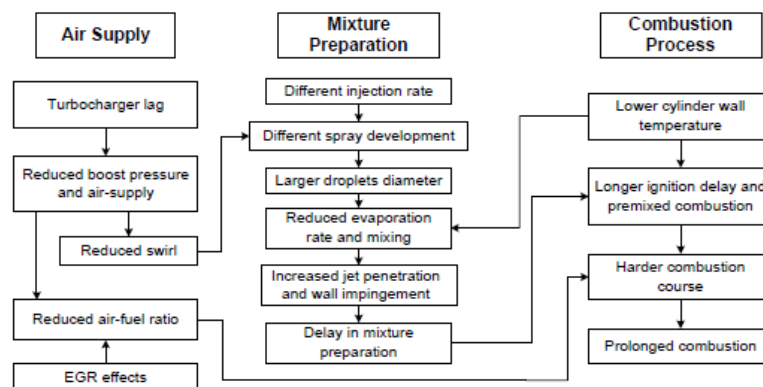 Air Supply
Turbocharger lag
Reduced boost pressure
and air-supply
Reduced swirl
Reduced air-fuel ratio
EGR effects
Mixture
Preparation
Different injection rate
Different spray development
Larger droplets diameter
Reduced evaporation
rate and mixing
Increased jet penetration
and wall impingement
Delay in mixture
preparation
Combustion
Process
Lower cylinder wall
temperature
Longer ignition delay and
premixed combustion
Harder combustion
course
Prolonged combustion